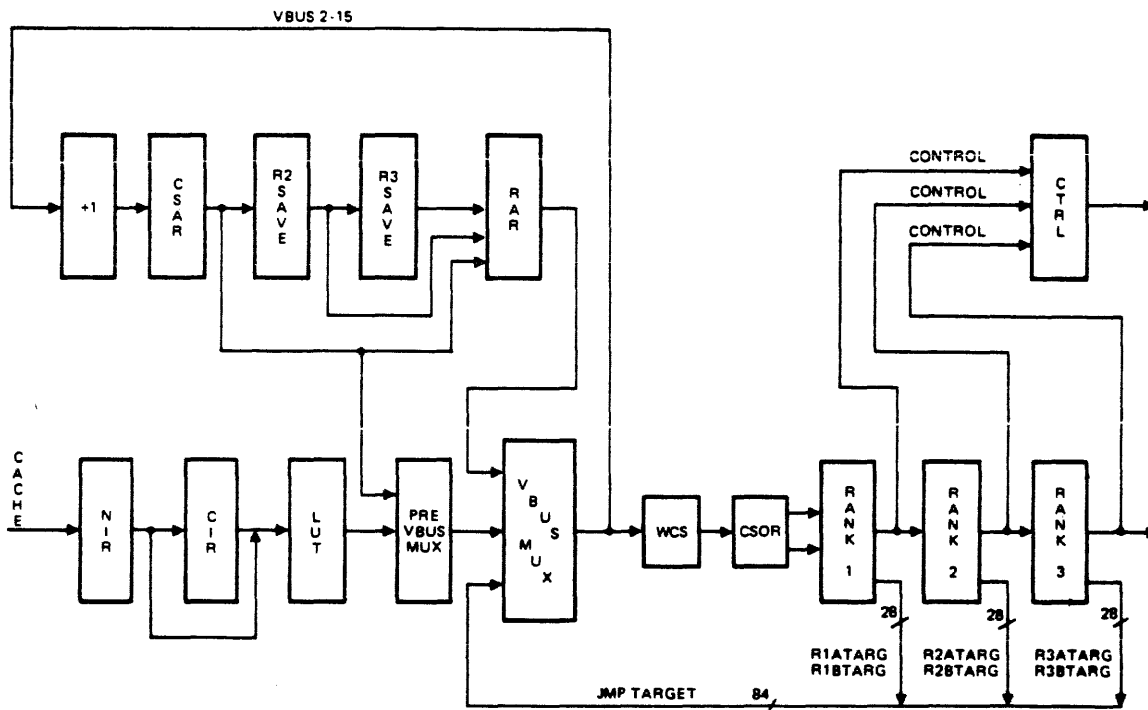 VBUS 2-15
+1
CSAR
R2 SAVE
R3 SAVE
RAR
CONTROL
CONTROL
CONTROL
CTRL
CACHE
NIR
CIR
LUT
PRE
VBUS
MUX
VBUS MUX
WCS
CSOR
RANK 1
RANK 2
RANK 3
28
28
28
R1ATARG
R1BTARG
R2ATARG
R2BTARG
R3ATARG
R3BTARG
JMP TARGET
84